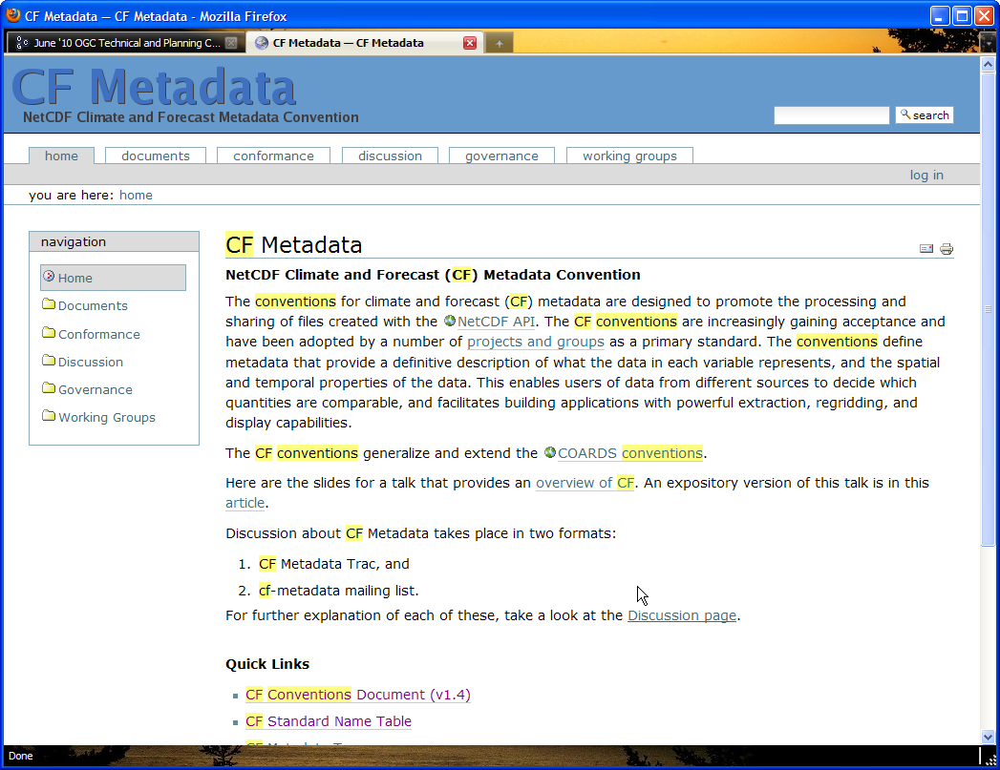 CF Metadata — CF Metadata - Mozilla Firefox
June '10 OGC Technical and Planning C...
CF Metadata — CF Metadata
CF Metadata
NetCDF Climate and Forecast Metadata Convention
search
home documents conformance discussion governance working groups
log in
you are here: home
navigation
Home
Documents
Conformance
Discussion
Governance
Working Groups
CF Metadata
NetCDF Climate and Forecast (CF) Metadata Convention
The conventions for climate and forecast (CF) metadata are designed to promote the processing and
sharing of files created with the NetCDF API. The CF conventions are increasingly gaining acceptance and
have been adopted by a number of projects and groups as a primary standard. The conventions define
metadata that provide a definitive description of what the data in each variable represents, and the spatial
and temporal properties of the data. This enables users of data from different sources to decide which
quantities are comparable, and facilitates building applications with powerful extraction, regridding, and
display capabilities.
The CF conventions generalize and extend the COARDS conventions.
Here are the slides for a talk that provides an overview of CF. An expository version of this talk is in this
article.
Discussion about CF Metadata takes place in two formats:
1. CF Metadata Trac, and
2. cf-metadata mailing list.
For further explanation of each of these, take a look at the Discussion page.
Quick Links
CF Conventions Document (v1.4)
CF Standard Name Table
Done